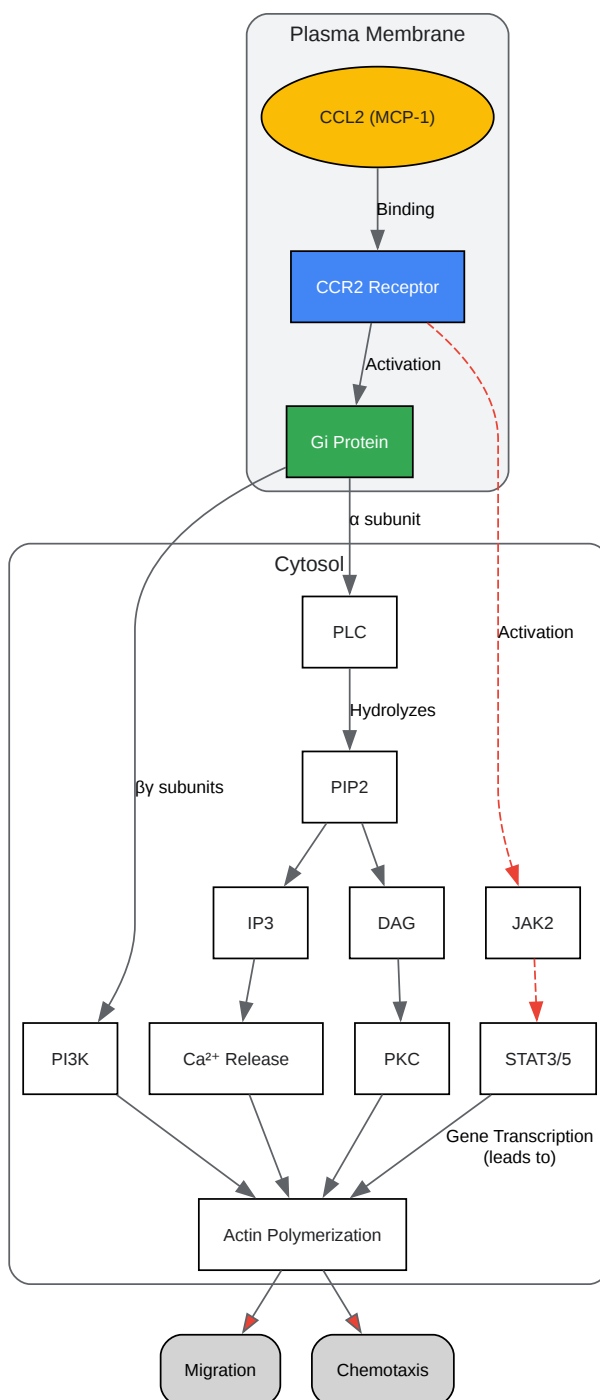 Plasma Membrane
CCL2 (MCP-1)
Binding
CCR2 Receptor
Activation
Gi Protein
α subunit
Cytosol
PLC
Activation
Hydrolyzes
PIP2
βγ subunits
IP3
DAG
JAK2
PI3K
Ca²⁺ Release
PKC
STAT3/5
Gene Transcription
(leads to)
Actin Polymerization
Migration
Chemotaxis